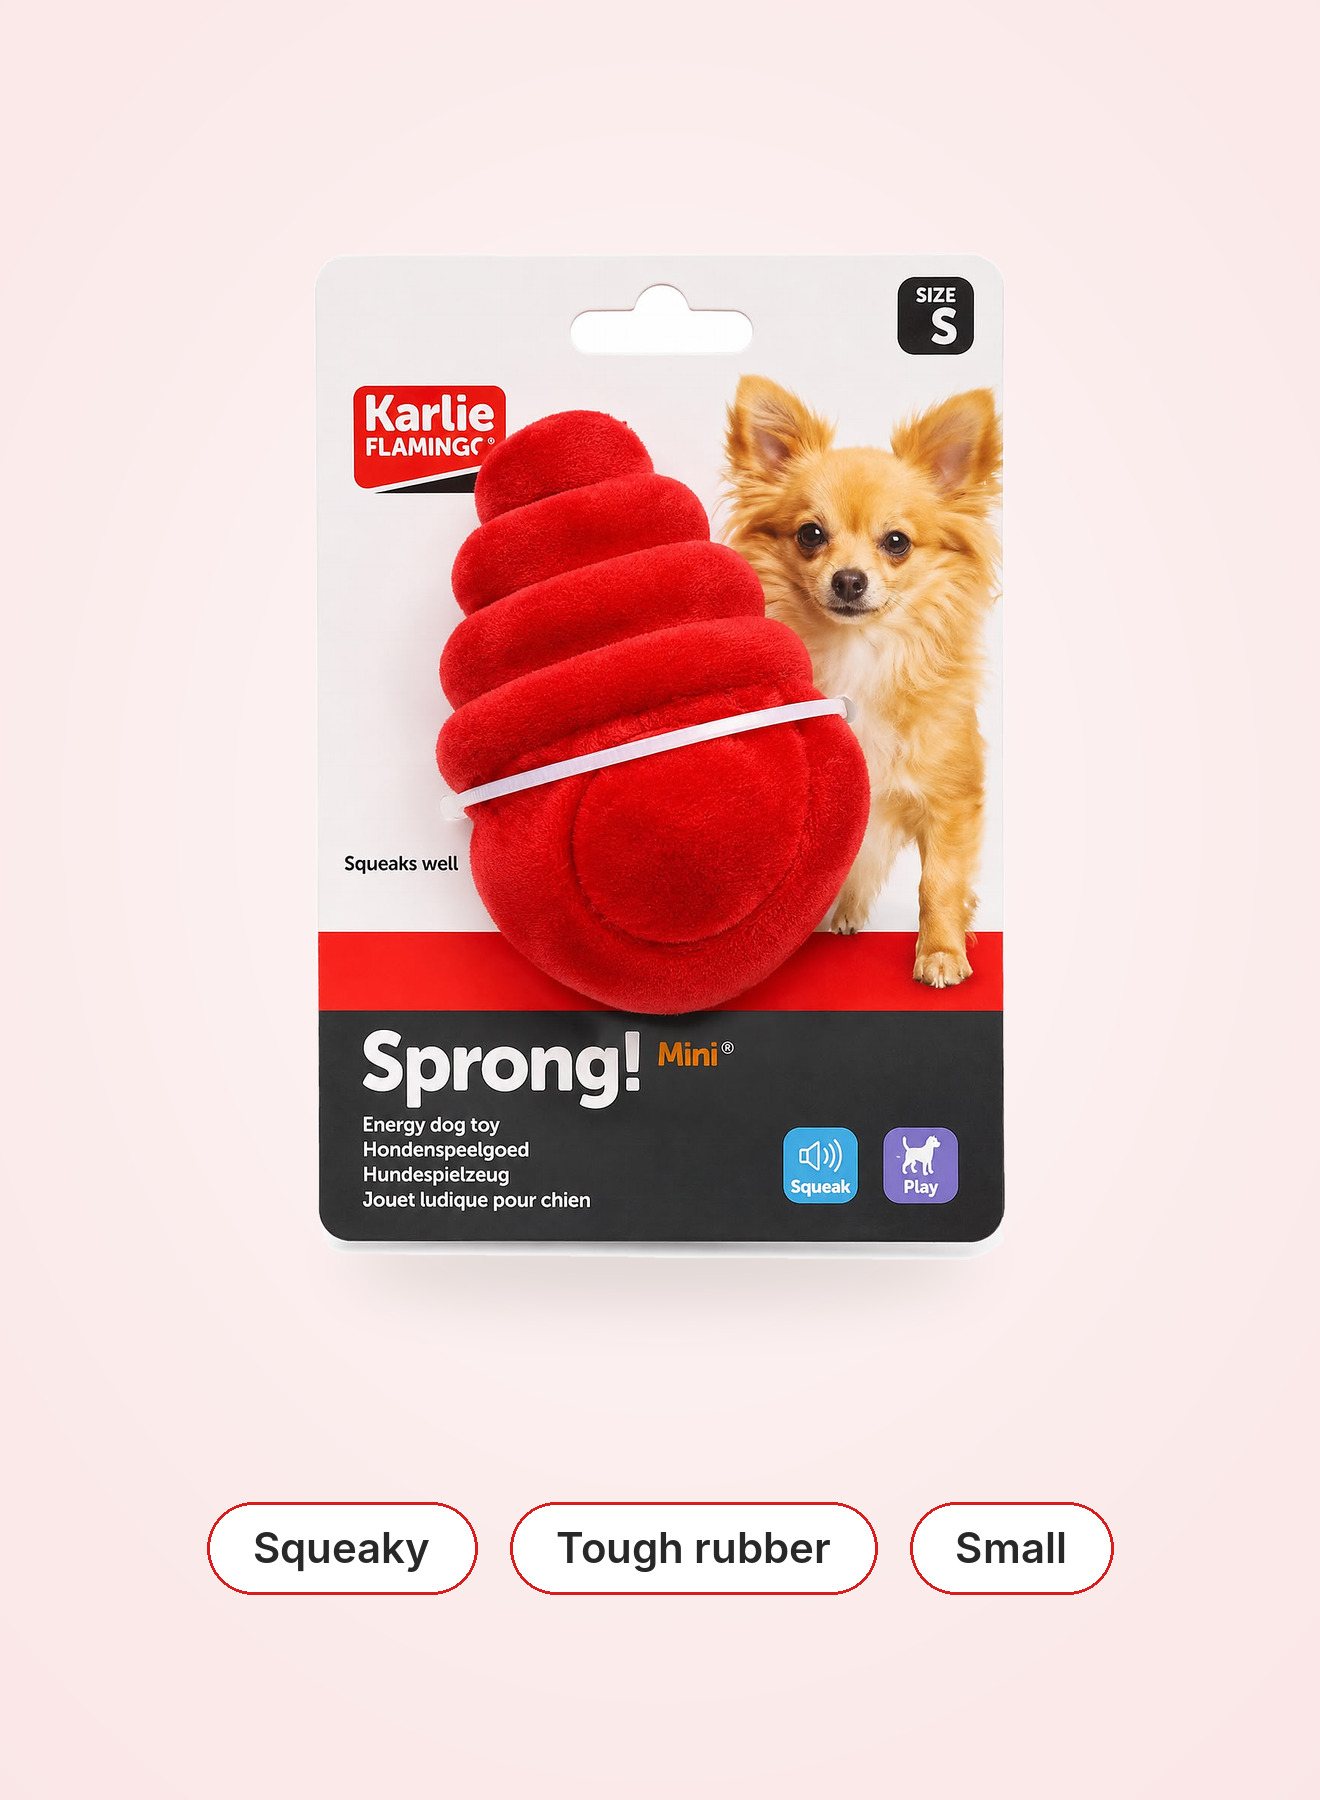 SIZE
S
Karlie
FLAMINGO®
Squeaks well
Sprong! Mini®
Energy dog toy
Hondenspeelgoed
Hundespielzeug
Jouet ludique pour chien
Squeak
Play
Squeaky
Tough rubber
Small